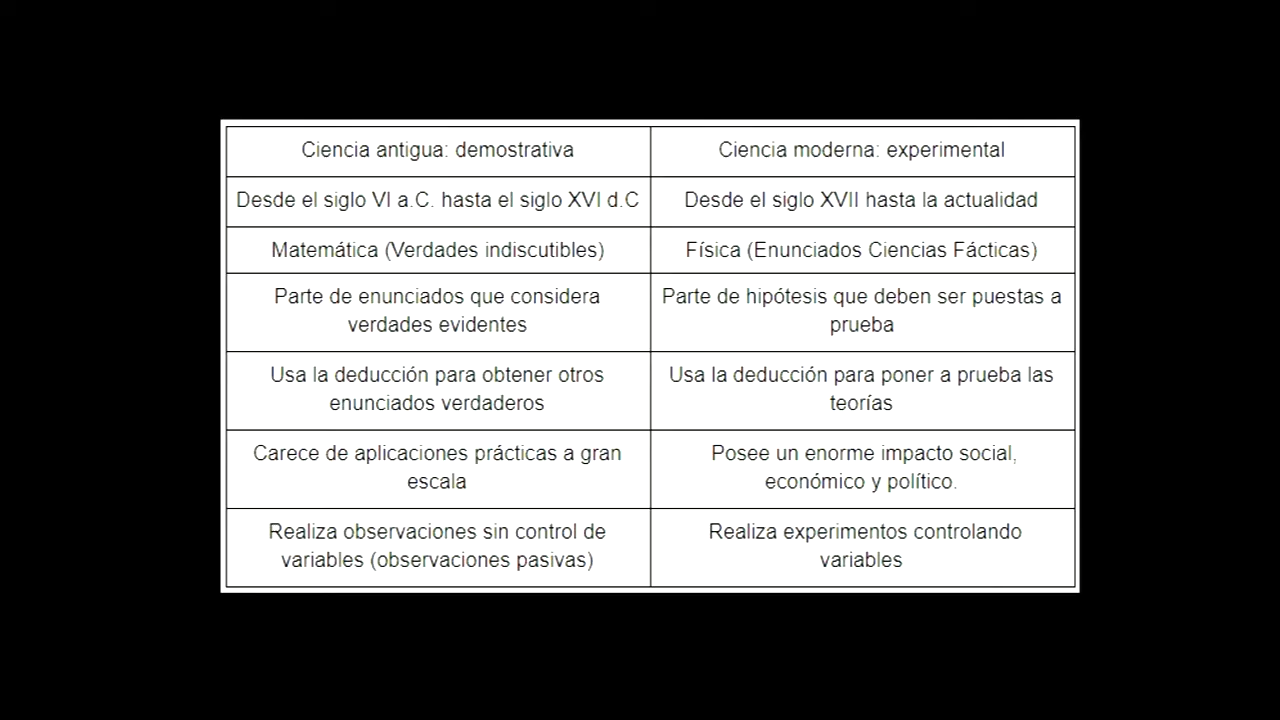 Ciencia antigua: demostrativa
Ciencia moderna: experimental
Desde el siglo VI a.C. hasta el siglo XVI d.C
Desde el siglo XVII hasta la actualidad
Matemática (Verdades indiscutibles)
Física (Enunciados Ciencias Fácticas)
Parte de enunciados que considera
verdades evidentes
Parte de hipótesis que deben ser puestas a
prueba
Usa la deducción para obtener otros
enunciados verdaderos
Usa la deducción para poner a prueba las
teorías
Carece de aplicaciones prácticas a gran
escala
Posee un enorme impacto social,
económico y político.
Realiza observaciones sin control de
variables (observaciones pasivas)
Realiza experimentos controlando
variables